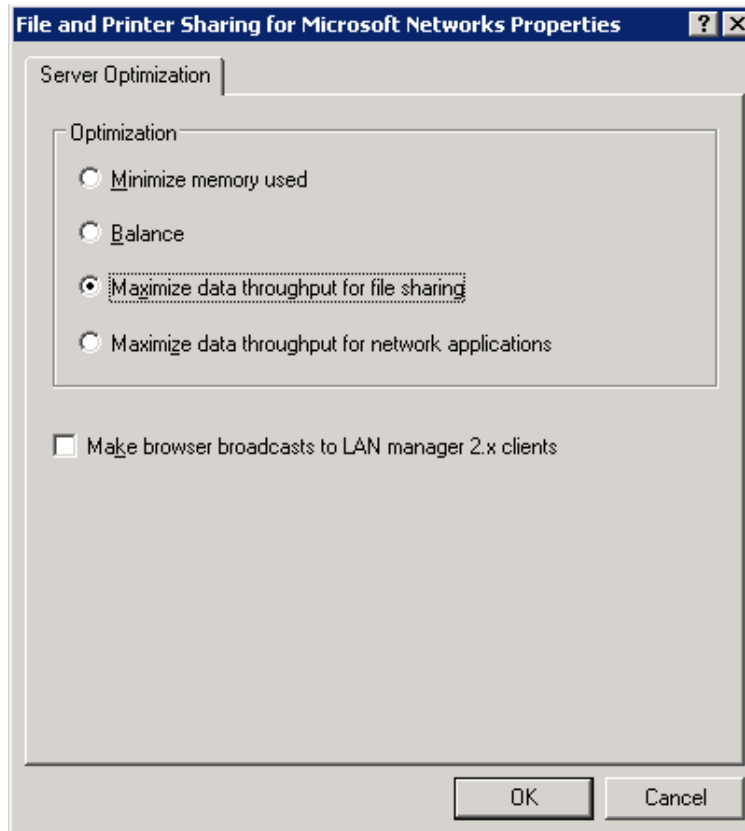 File and Printer Sharing for Microsoft Networks Properties
Server Optimization
Optimization
Minimize memory used
Balance
Maximize data throughput for file sharing
Maximize data throughput for network applications
Make browser broadcasts to LAN manager 2.x clients
OK Cancel